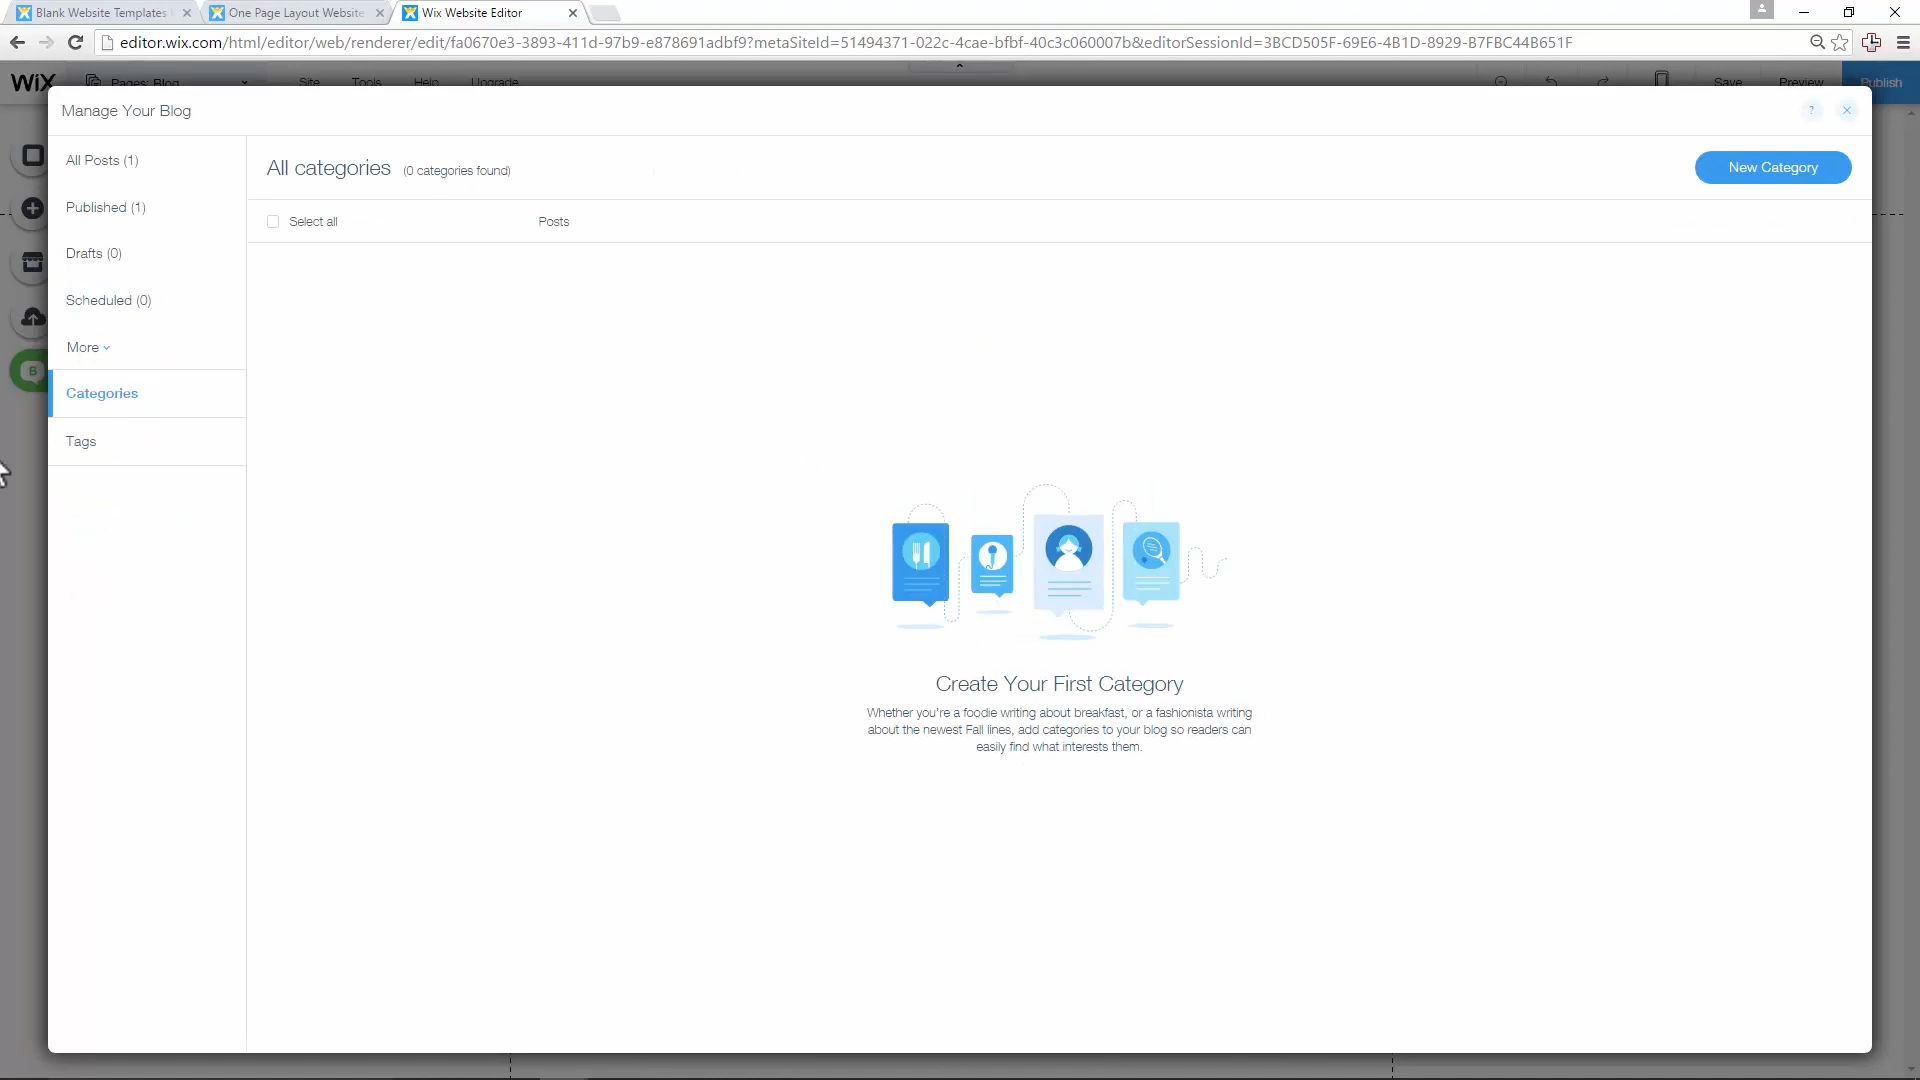 Blank Website Templates
One Page Layout Website
Wix Website Editor
editor.wix.com/html/editor/web/renderer/edit/fa0670e3-3893-411d-97b9-e878691adbf9?metaSiteId=51494371-022c-4cae-bfbf-40c3c060007b&editorSessionId=3BCD505F-69E6-4B1D-8929-B7FBC44B651F
WiX
Pages: Blog
Site
Tools
Help
Upgrade
Save
Preview
Publish
Manage Your Blog
?
All Posts (1)
Published (1)
Drafts (0)
Scheduled (0)
More
Categories
Tags
B
All categories (0 categories found)
New Category
Select all
Posts
Create Your First Category
Whether you're a foodie writing about breakfast, or a fashionista writing
about the newest Fall lines, add categories to your blog so readers can
easily find what interests them.